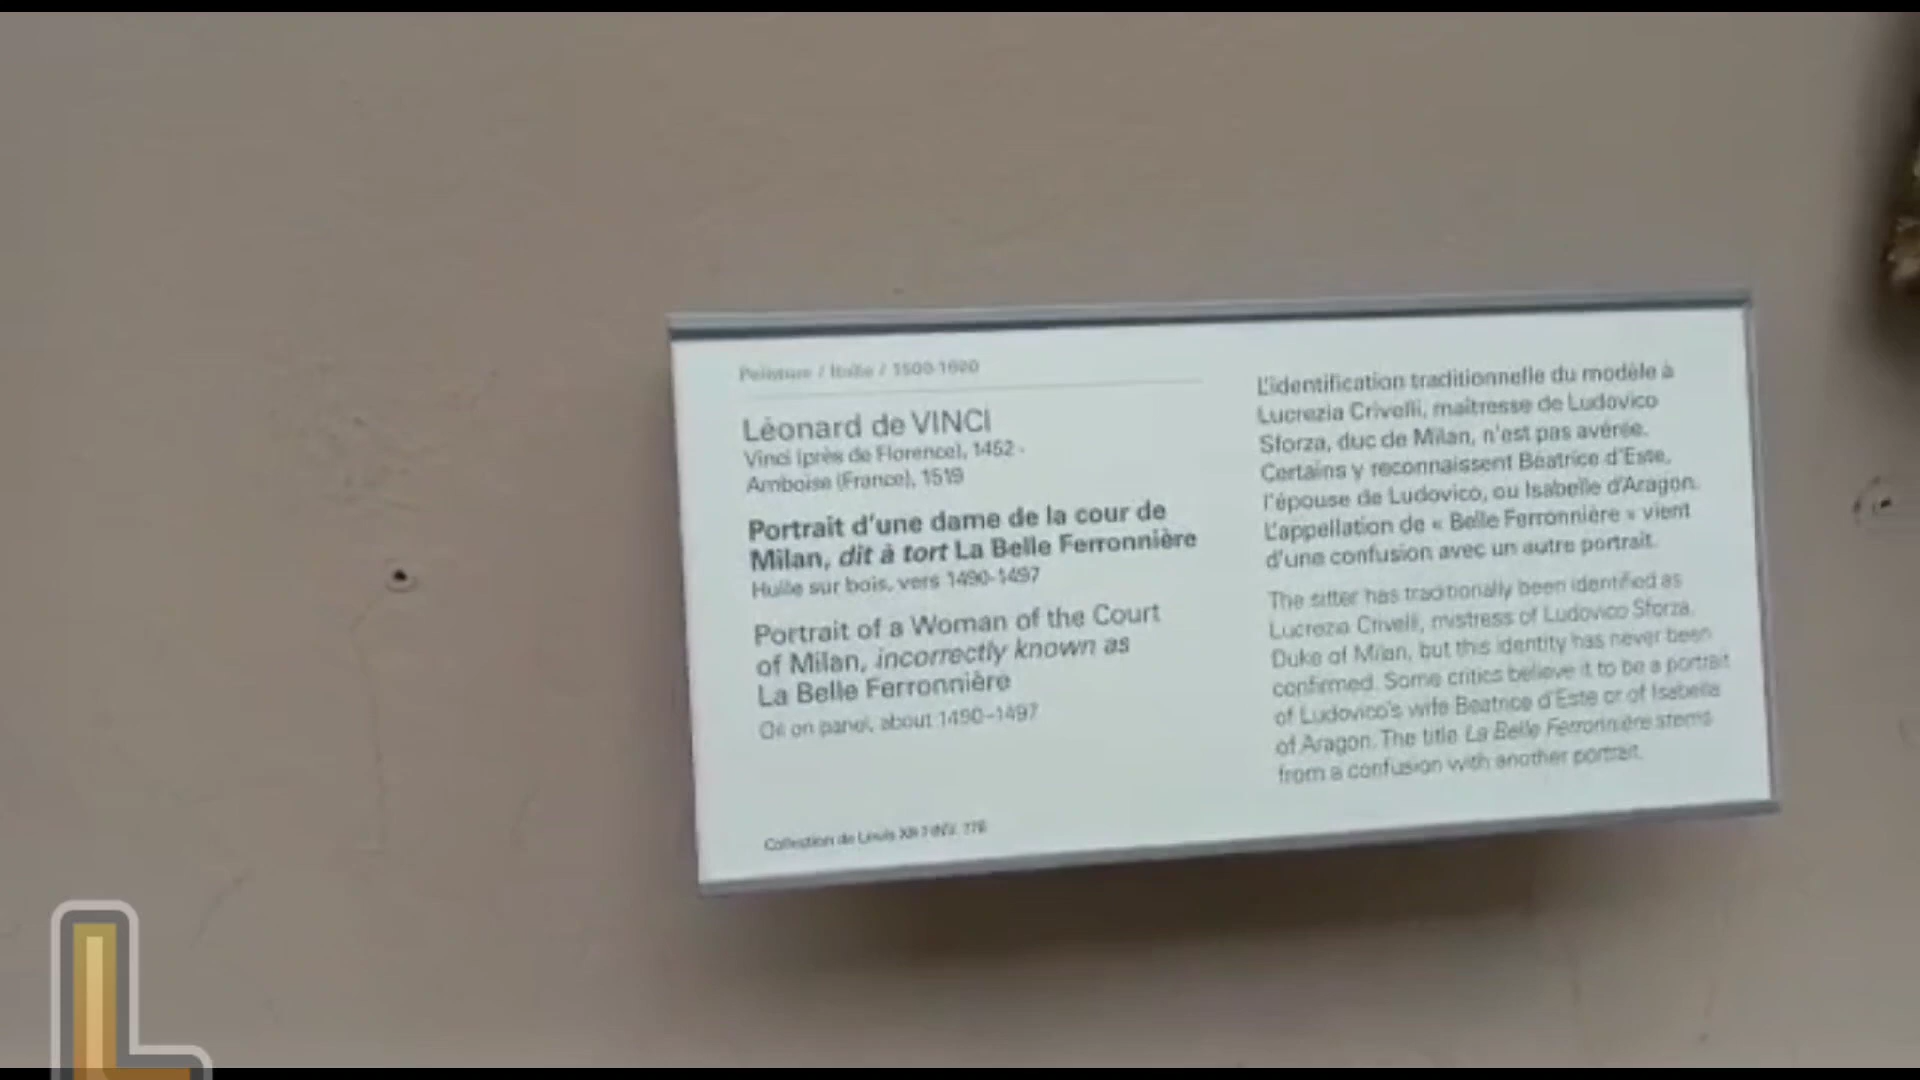 Peinture / Italie / 1500-1600
Léonard de VINCI
Vinci (près de Florence), 1452 -
Amboise (France), 1519
Portrait d'une dame de la cour de
Milan, dit à tort La Belle Ferronnière
Huile sur bois, vers 1490-1497
Portrait of a Woman of the Court
of Milan, incorrectly known as
La Belle Ferronnière
Oil on panel, about 1490–1497
Collection de Louis XII ? INV. 778
L'identification traditionnelle du modèle à
Lucrezia Crivelli, maîtresse de Ludovico
Sforza, duc de Milan, n'est pas avérée.
Certains y reconnaissent Béatrice d'Este,
l'épouse de Ludovico, ou Isabelle d'Aragon.
L'appellation de « Belle Ferronnière » vient
d'une confusion avec un autre portrait.
The sitter has traditionally been identified as
Lucrezia Crivelli, mistress of Ludovico Sforza,
Duke of Milan, but this identity has never been
confirmed. Some critics believe it to be a portrait
of Ludovico's wife Beatrice d'Este or of Isabella
of Aragon. The title La Belle Ferronnière stems
from a confusion with another portrait.
L